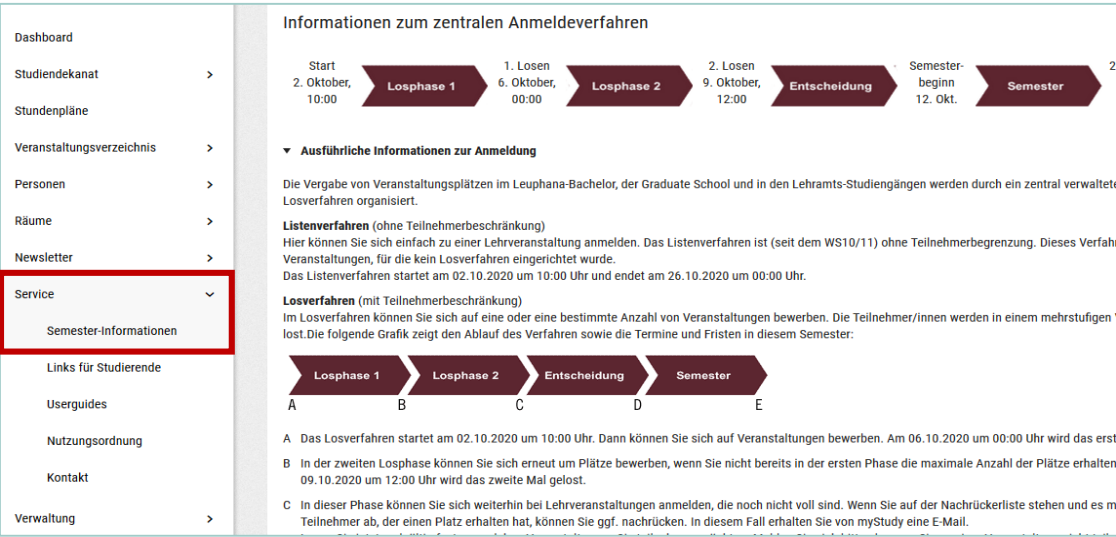 Dashboard
Studiendekanat
Stundenpläne
Veranstaltungsverzeichnis
Personen
Räume
Newsletter
Service
Semester-Informationen
Links für Studierende
Userguides
Nutzungsordnung
Kontakt
Verwaltung
Informationen zum zentralen Anmeldeverfahren
Start
2. Oktober,
10:00
Losphase 1
1. Losen
6. Oktober,
00:00
Losphase 2
2. Losen
9. Oktober,
12:00
Entscheidung
Semester-
beginn
12. Okt.
Semester
2
Ausführliche Informationen zur Anmeldung
Die Vergabe von Veranstaltungsplätzen im Leuphana-Bachelor, der Graduate School und in den Lehramts-Studiengängen werden durch ein zentral verwaltete
Losverfahren organisiert.
Listenverfahren (ohne Teilnehmerbeschränkung)
Hier können Sie sich einfach zu einer Lehrveranstaltung anmelden. Das Listenverfahren ist (seit dem WS10/11) ohne Teilnehmerbegrenzung. Dieses Verfah
Veranstaltungen, für die kein Losverfahren eingerichtet wurde.
Das Listenverfahren startet am 02.10.2020 um 10:00 Uhr und endet am 26.10.2020 um 00:00 Uhr.
Losverfahren (mit Teilnehmerbeschränkung)
Im Losverfahren können Sie sich auf eine oder eine bestimmte Anzahl von Veranstaltungen bewerben. Die Teilnehmer/innen werden in einem mehrstufigen
lost.Die folgende Grafik zeigt den Ablauf des Verfahren sowie die Termine und Fristen in diesem Semester:
Losphase 1 Losphase 2 Entscheidung Semester
A B C D E
A Das Losverfahren startet am 02.10.2020 um 10:00 Uhr. Dann können Sie sich auf Veranstaltungen bewerben. Am 06.10.2020 um 00:00 Uhr wird das erst
B In der zweiten Losphase können Sie sich erneut um Plätze bewerben, wenn Sie nicht bereits in der ersten Phase die maximale Anzahl der Plätze erhalten
09.10.2020 um 12:00 Uhr wird das zweite Mal gelost.
C In dieser Phase können Sie sich weiterhin bei Lehrveranstaltungen anmelden, die noch nicht voll sind. Wenn Sie auf der Nachrückerliste stehen und es m
Teilnehmer ab, der einen Platz erhalten hat, können Sie ggf. nachrücken. In diesem Fall erhalten Sie von myStudy eine E-Mail.